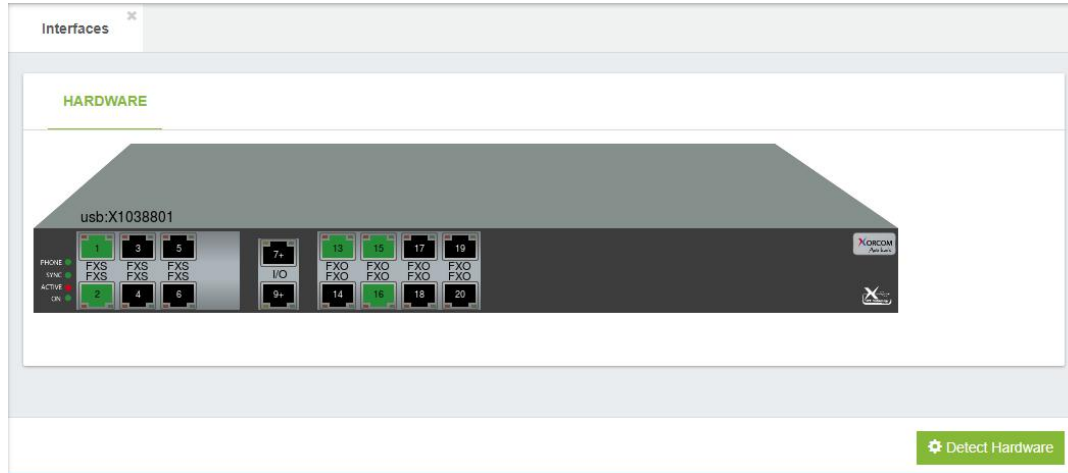 Interfaces
HARDWARE
usb:X1038801
1 3 5 7+ 13 15 17 19
XORCOM
PHONE
SYNC
ACTIVE
ON
FXS FXS FXS I/O FXO FXO FXO FXO
FXS FXS FXS FXO FXO FXO FXO
2 4 6 9+ 14 16 18 20
Detect Hardware